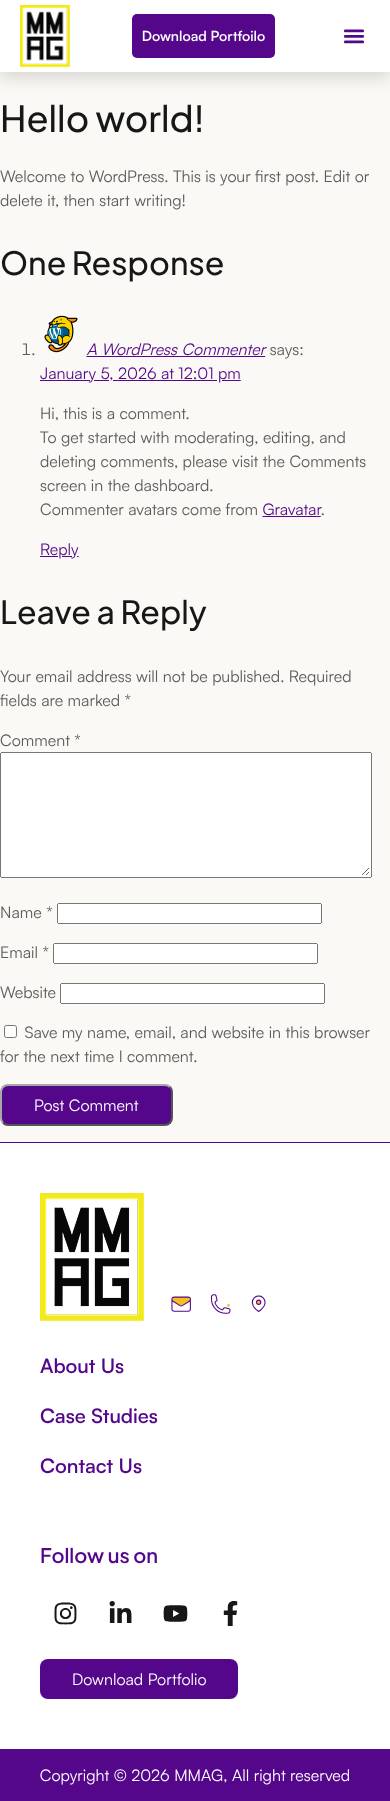 MM
AG
Download Portfoilo
Hello world!
Welcome to WordPress. This is your first post. Edit or
delete it, then start writing!
One Response
1. A WordPress Commenter says:
January 5, 2026 at 12:01 pm
Hi, this is a comment.
To get started with moderating, editing, and
deleting comments, please visit the Comments
screen in the dashboard.
Commenter avatars come from Gravatar.
Reply
Leave a Reply
Your email address will not be published. Required
fields are marked *
Comment *
Name *
Email *
Website
Save my name, email, and website in this browser
for the next time I comment.
Post Comment
MM
AG
About Us
Case Studies
Contact Us
Follow us on
Download Portfolio
Copyright © 2026 MMAG, All right reserved